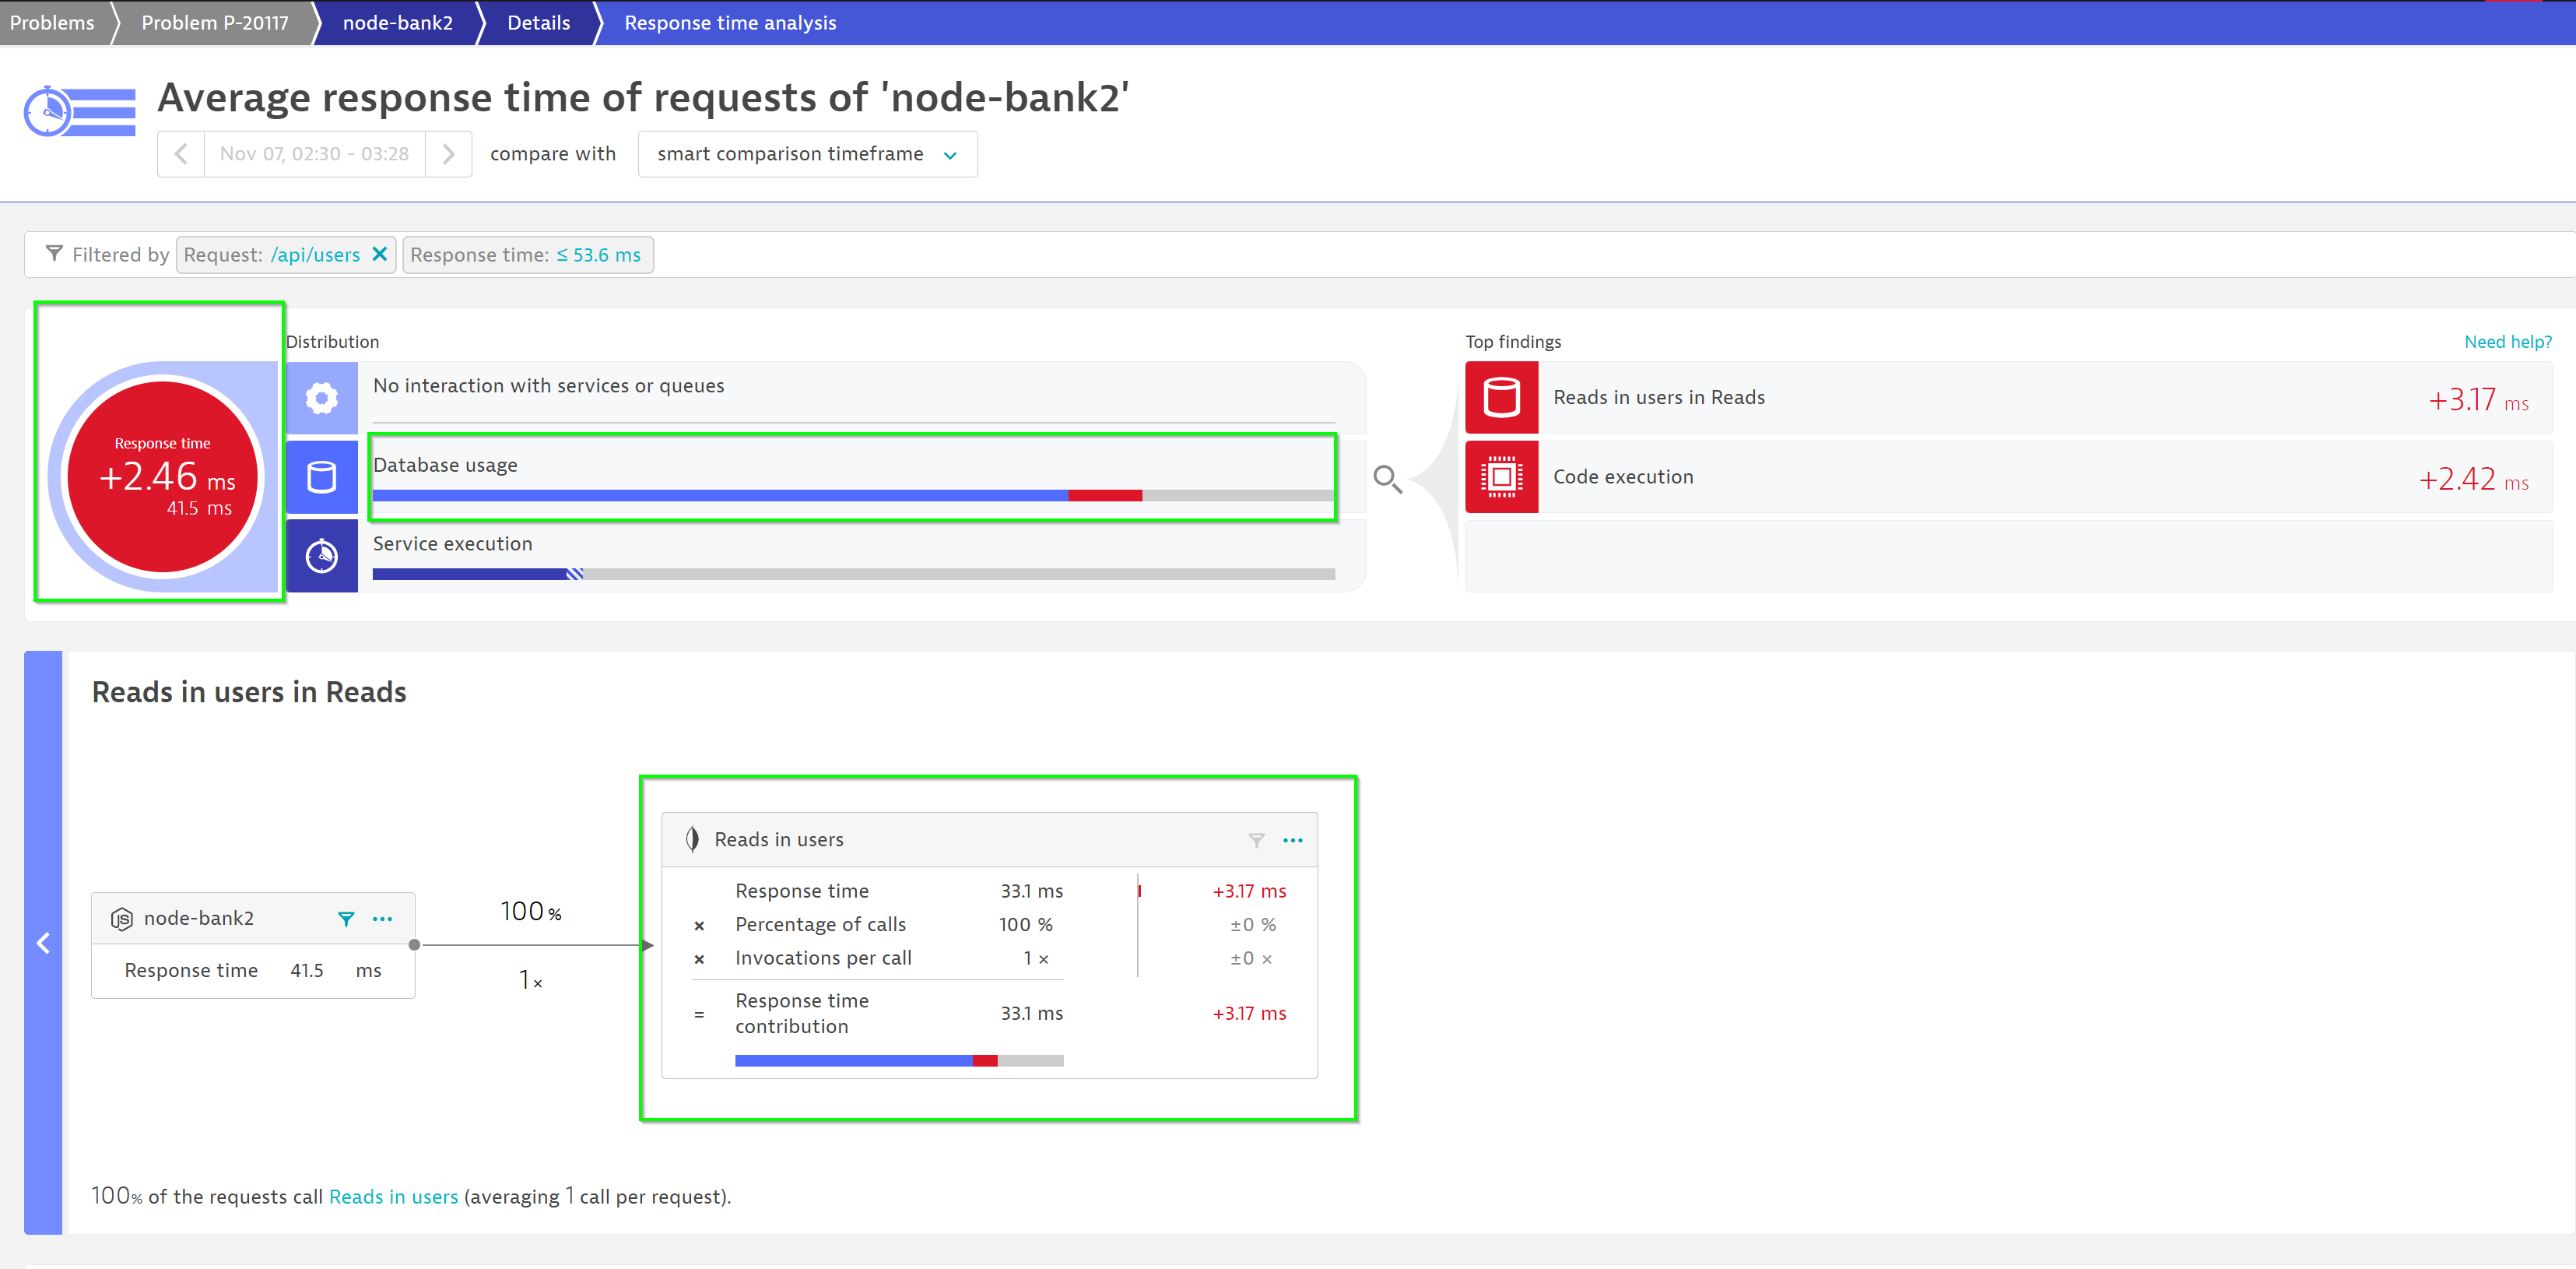 Problems
Problem P-20117
node-bank2
Details
Response time analysis
Average response time of requests of 'node-bank2'
Nov 07, 02:30 - 03:28
compare with
smart comparison timeframe
Filtered by
Request: /api/users
Response time: ≤ 53.6 ms
Response time
+2.46 ms
41.5 ms
Distribution
No interaction with services or queues
Database usage
Service execution
Top findings
Need help?
Reads in users in Reads
+3.17 ms
Code execution
+2.42 ms
Reads in users in Reads
JS node-bank2
Response time 41.5 ms
100 %
1 ×
Reads in users
Response time 33.1 ms +3.17 ms
× Percentage of calls 100 % ±0 %
× Invocations per call 1 × ±0 ×
= Response time
contribution 33.1 ms +3.17 ms
100% of the requests call Reads in users (averaging 1 call per request).